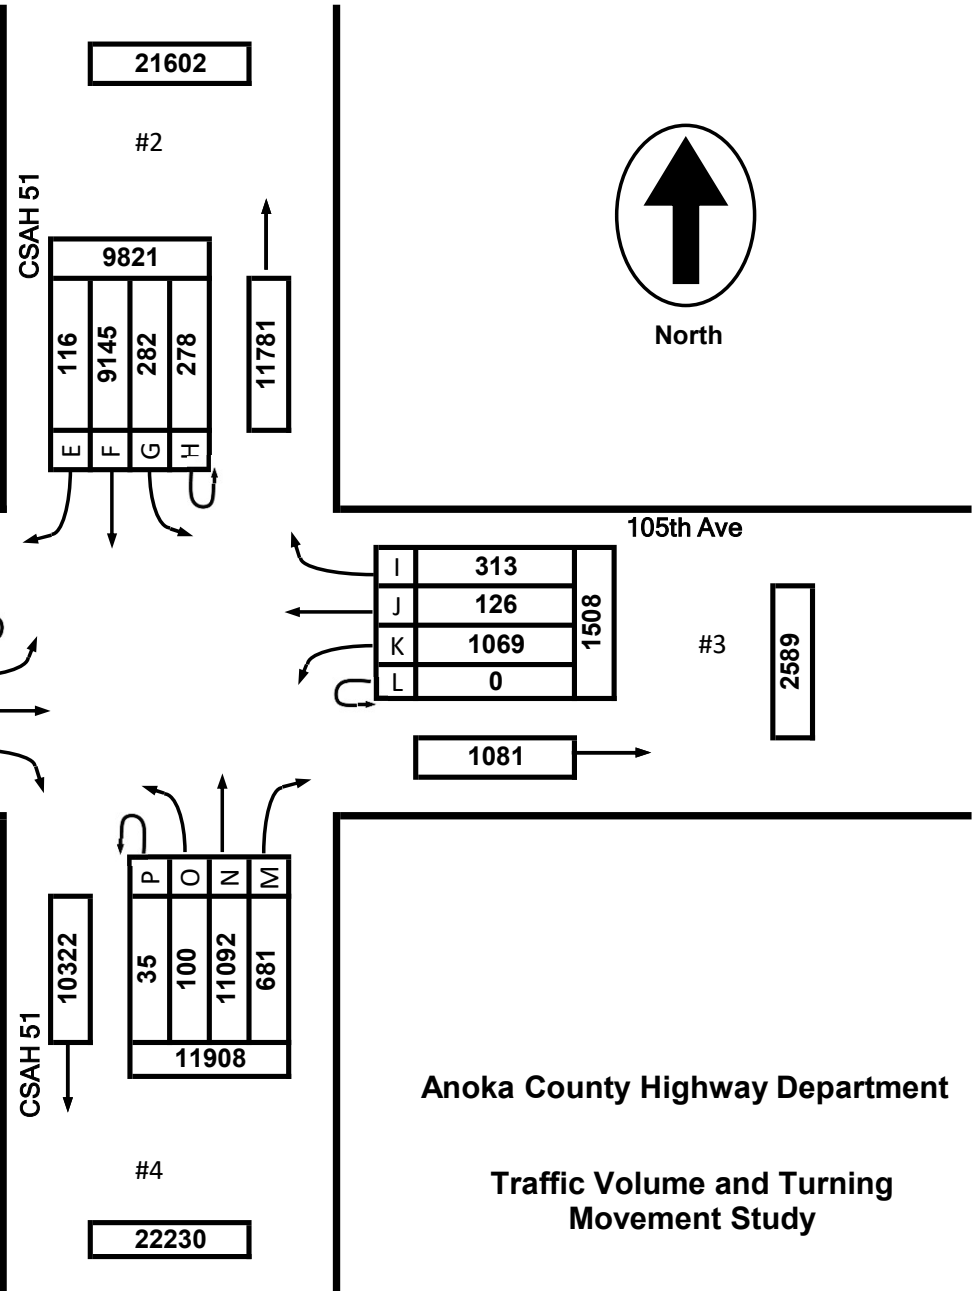 21602
#2
CSAH 51
9821
116
9145
282
278
11781
E
F
G
H
North
105th Ave
I 313
J 126
K 1069
L 0
1508
#3
2589
1081
P
O
N
M
35
100
11092
681
11908
10322
CSAH 51
#4
22230
Anoka County Highway Department
Traffic Volume and Turning
Movement Study